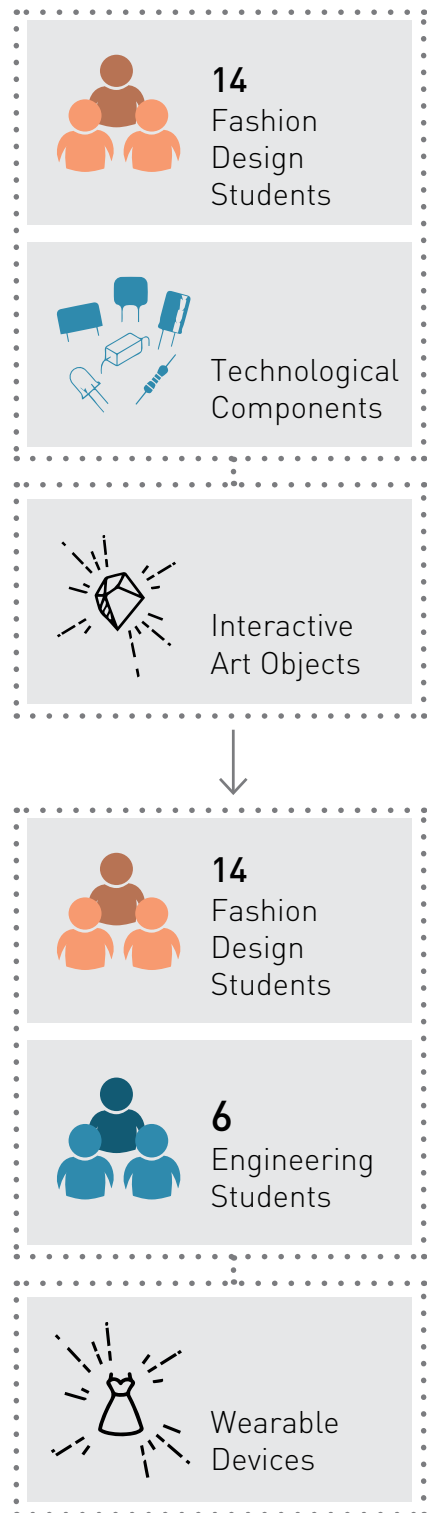 14
Fashion
Design
Students
Technological
Components
Interactive
Art Objects
14
Fashion
Design
Students
6
Engineering
Students
Wearable
Devices